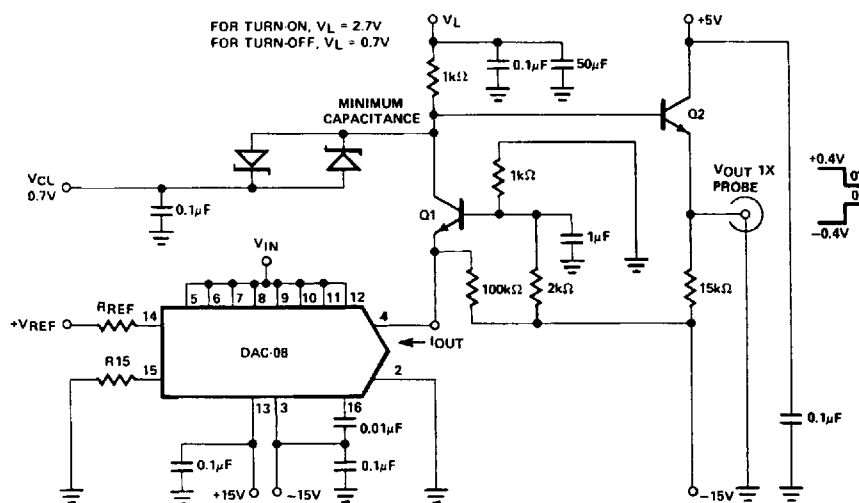 FOR TURN-ON, VL = 2.7V
FOR TURN-OFF, VL = 0.7V
VL
+5V
0.1µF
50µF
1kΩ
MINIMUM
CAPACITANCE
Q2
VCL
0.7V
0.1µF
1kΩ
Q1
1µF
VOUT 1X
PROBE
+0.4V
0
0
-0.4V
VIN
5 6 7 8 9 10 11 12
100kΩ
2kΩ
15kΩ
+VREF
RREF
14
4
IOUT
DAC-08
R15
15
2
13 3 16
0.01µF
0.1µF
0.1µF
0.1µF
+15V
-15V
-15V